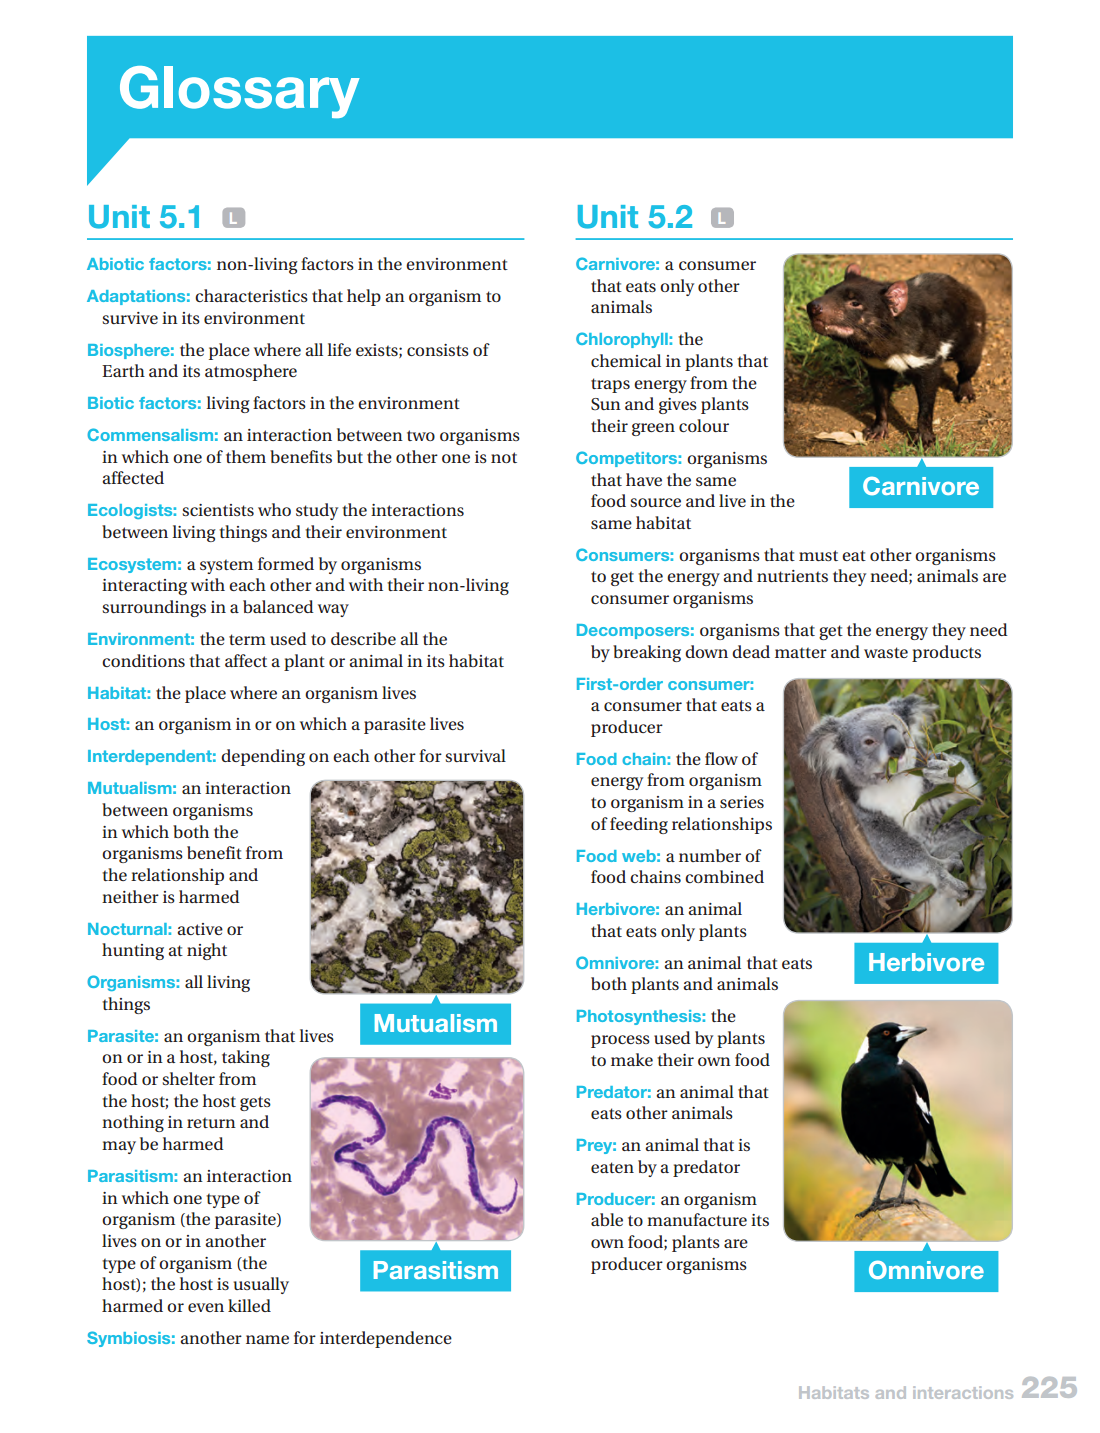 Glossary
Unit 5.1 L
Abiotic factors: non-living factors in the environment
Adaptations: characteristics that help an organism to
survive in its environment
Biosphere: the place where all life exists; consists of
Earth and its atmosphere
Biotic factors: living factors in the environment
Commensalism: an interaction between two organisms
in which one of them benefits but the other one is not
affected
Ecologists: scientists who study the interactions
between living things and their environment
Ecosystem: a system formed by organisms
interacting with each other and with their non-living
surroundings in a balanced way
Environment: the term used to describe all the
conditions that affect a plant or animal in its habitat
Habitat: the place where an organism lives
Host: an organism in or on which a parasite lives
Interdependent: depending on each other for survival
Mutualism: an interaction
between organisms
in which both the
organisms benefit from
the relationship and
neither is harmed
Nocturnal: active or
hunting at night
Organisms: all living
things
Mutualism
Parasite: an organism that lives
on or in a host, taking
food or shelter from
the host; the host gets
nothing in return and
may be harmed
Parasitism: an interaction
in which one type of
organism (the parasite)
lives on or in another
type of organism (the
host); the host is usually
harmed or even killed
Parasitism
Symbiosis: another name for interdependence
Unit 5.2 L
Carnivore: a consumer
that eats only other
animals
Chlorophyll: the
chemical in plants that
traps energy from the
Sun and gives plants
their green colour
Competitors: organisms
that have the same
food source and live in the
same habitat
Carnivore
Consumers: organisms that must eat other organisms
to get the energy and nutrients they need; animals are
consumer organisms
Decomposers: organisms that get the energy they need
by breaking down dead matter and waste products
First-order consumer:
a consumer that eats a
producer
Food chain: the flow of
energy from organism
to organism in a series
of feeding relationships
Food web: a number of
food chains combined
Herbivore: an animal
that eats only plants
Herbivore
Omnivore: an animal that eats
both plants and animals
Photosynthesis: the
process used by plants
to make their own food
Predator: an animal that
eats other animals
Prey: an animal that is
eaten by a predator
Producer: an organism
able to manufacture its
own food; plants are
producer organisms
Omnivore
Habitats and interactions 225